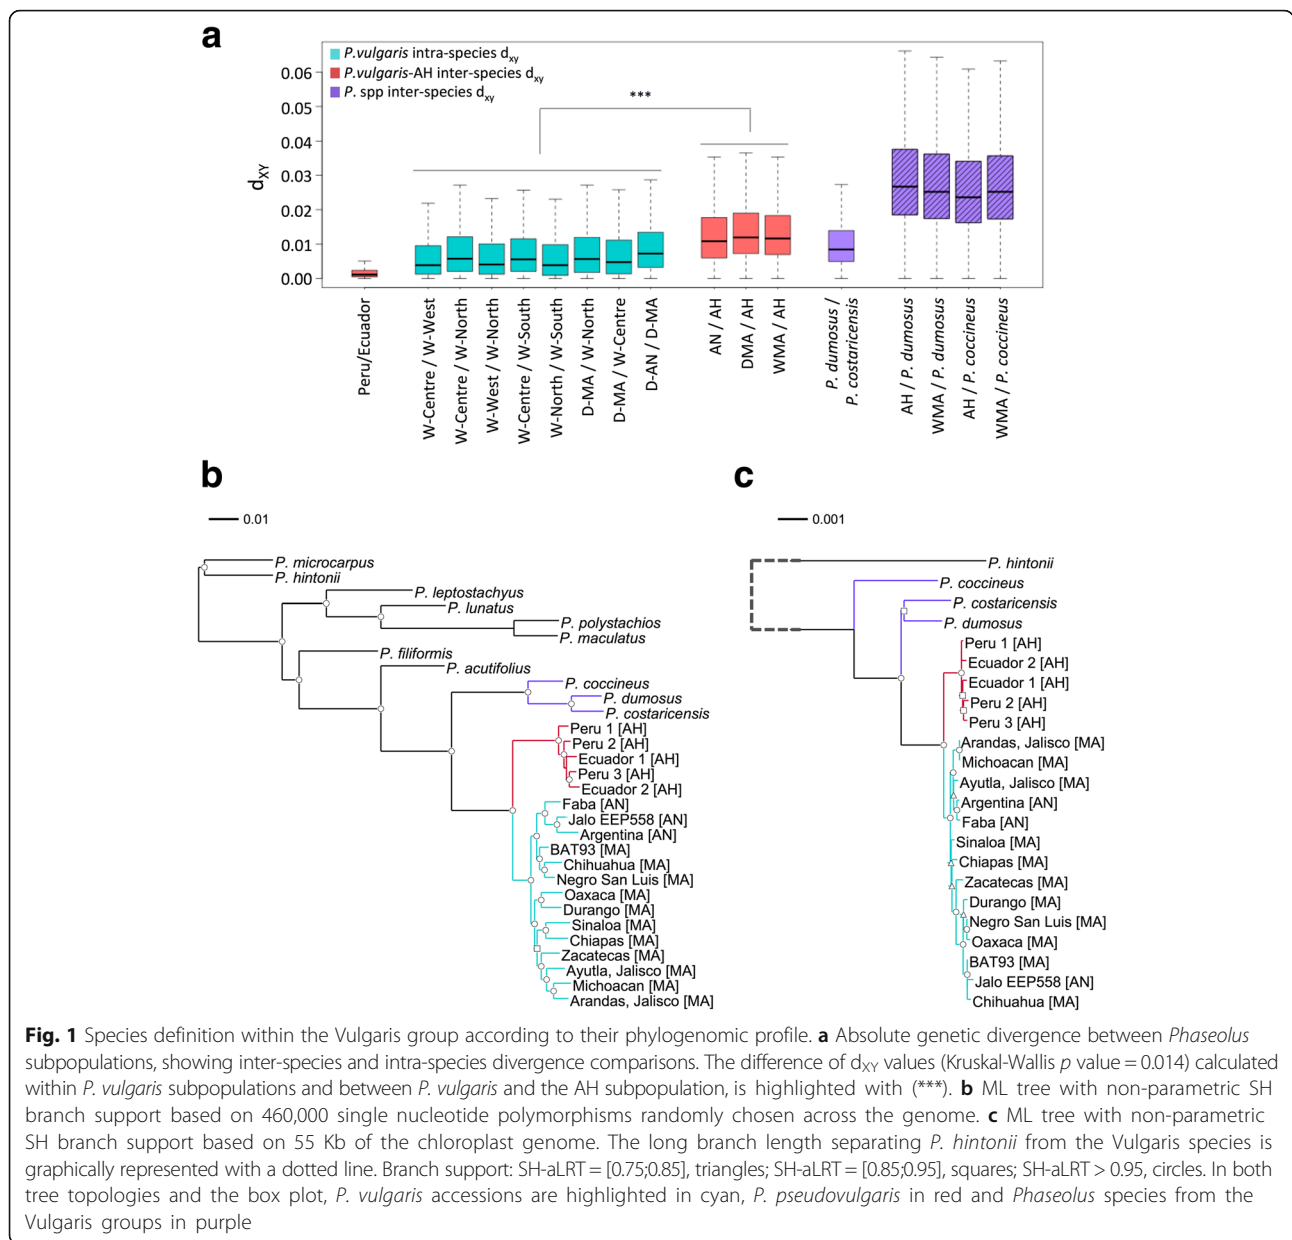 a
P.vulgaris intra-species dxy
P.vulgaris-AH inter-species dxy
P. spp inter-species dxy
***
0.06
0.05
0.04
0.03
0.02
0.01
0.00
dXY
Peru/Ecuador
W-Centre / W-West
W-Centre / W-North
W-West / W-North
W-Centre / W-South
W-North / W-South
D-MA / W-North
D-MA / W-Centre
D-AN / D-MA
AN / AH
DMA / AH
WMA / AH
P. dumosus /
P. costaricensis
AH / P. dumosus
WMA / P. dumosus
AH / P. coccineus
WMA / P. coccineus
b
0.01
P. microcarpus
P. hintonii
P. leptostachyus
P. lunatus
P. polystachios
P. maculatus
P. filiformis
P. acutifolius
P. coccineus
P. dumosus
P. costaricensis
Peru 1 [AH]
Peru 2 [AH]
Ecuador 1 [AH]
Peru 3 [AH]
Ecuador 2 [AH]
Faba [AN]
Jalo EEP558 [AN]
Argentina [AN]
BAT93 [MA]
Chihuahua [MA]
Negro San Luis [MA]
Oaxaca [MA]
Durango [MA]
Sinaloa [MA]
Chiapas [MA]
Zacatecas [MA]
Ayutla, Jalisco [MA]
Michoacan [MA]
Arandas, Jalisco [MA]
c
0.001
P. hintonii
P. coccineus
P. costaricensis
P. dumosus
Peru 1 [AH]
Ecuador 2 [AH]
Ecuador 1 [AH]
Peru 2 [AH]
Peru 3 [AH]
Arandas, Jalisco [MA]
Michoacan [MA]
Ayutla, Jalisco [MA]
Argentina [AN]
Faba [AN]
Sinaloa [MA]
Chiapas [MA]
Zacatecas [MA]
Durango [MA]
Negro San Luis [MA]
Oaxaca [MA]
BAT93 [MA]
Jalo EEP558 [AN]
Chihuahua [MA]
Fig. 1 Species definition within the Vulgaris group according to their phylogenomic profile. a Absolute genetic divergence between Phaseolus
subpopulations, showing inter-species and intra-species divergence comparisons. The difference of dXY values (Kruskal-Wallis p value = 0.014) calculated
within P. vulgaris subpopulations and between P. vulgaris and the AH subpopulation, is highlighted with (***). b ML tree with non-parametric SH
branch support based on 460,000 single nucleotide polymorphisms randomly chosen across the genome. c ML tree with non-parametric
SH branch support based on 55 Kb of the chloroplast genome. The long branch length separating P. hintonii from the Vulgaris species is
graphically represented with a dotted line. Branch support: SH-aLRT = [0.75;0.85], triangles; SH-aLRT = [0.85;0.95], squares; SH-aLRT > 0.95, circles. In both
tree topologies and the box plot, P. vulgaris accessions are highlighted in cyan, P. pseudovulgaris in red and Phaseolus species from the
Vulgaris groups in purple